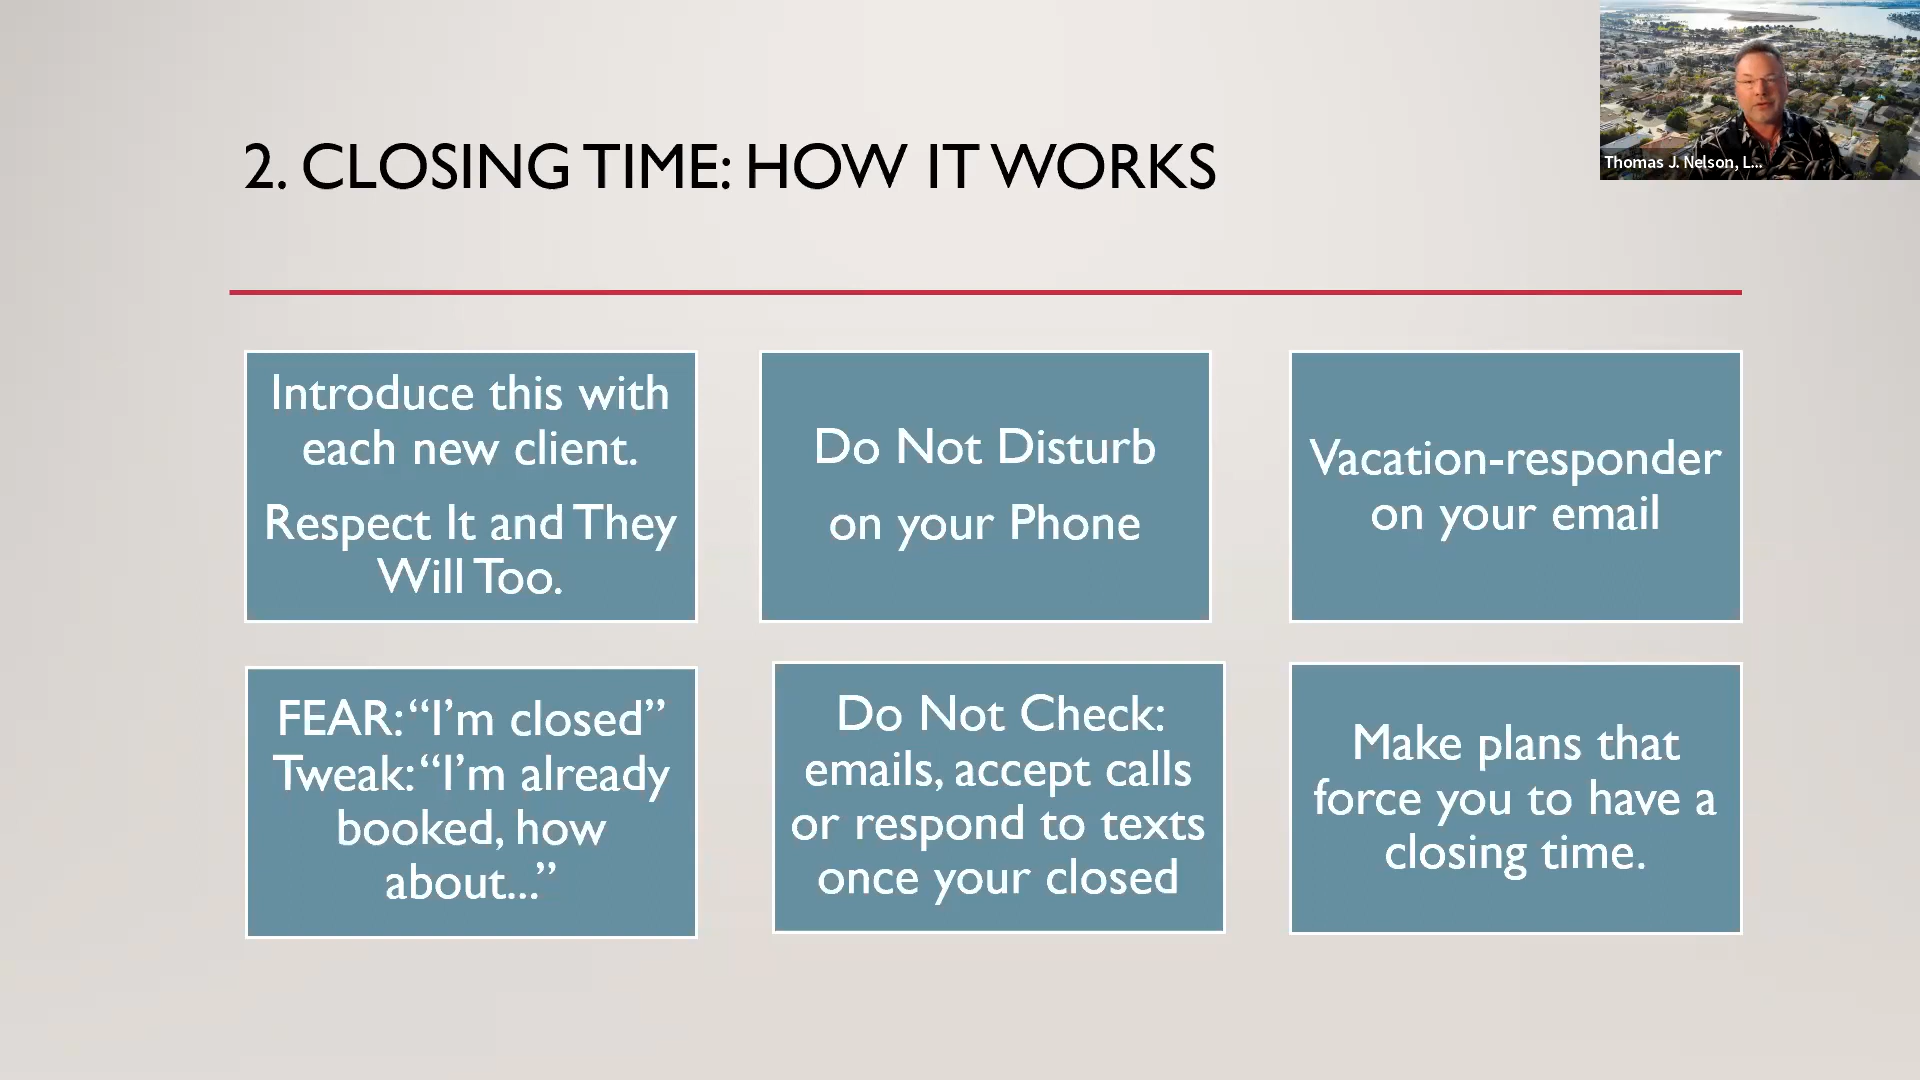 2. CLOSING TIME: HOW IT WORKS
Thomas J. Nelson, L...
Introduce this with
each new client.
Respect It and They
Will Too.
Do Not Disturb
on your Phone
Vacation-responder
on your email
FEAR: “I’m closed”
Tweak: “I’m already
booked, how
about...”
Do Not Check:
emails, accept calls
or respond to texts
once your closed
Make plans that
force you to have a
closing time.